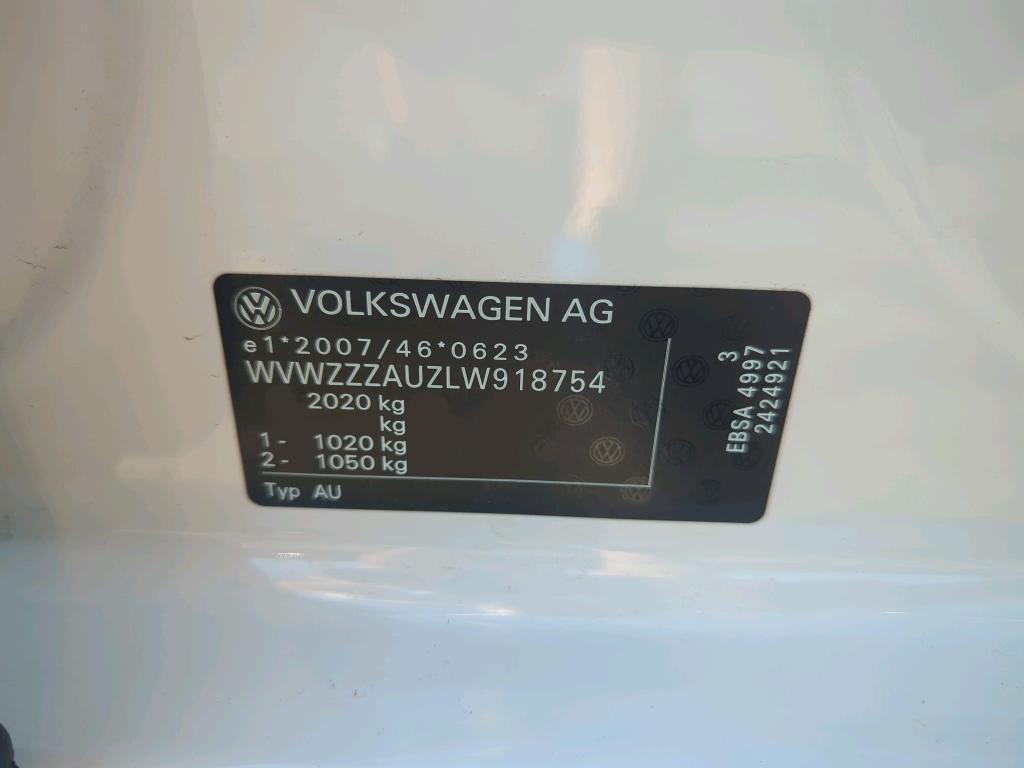 VOLKSWAGEN AG
e1*2007/46*0623
WVWZZZAUZLW918754
2020 kg
kg
1- 1020 kg
2- 1050 kg
Typ AU
3
EBSA 4997
2424921